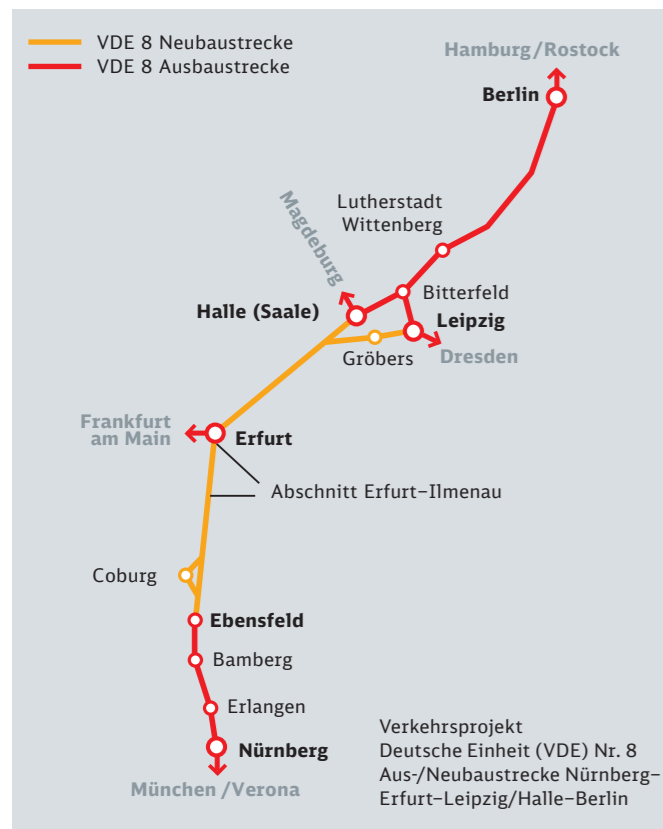 VDE 8 Neubaustrecke
VDE 8 Ausbaustrecke
Hamburg/Rostock
Berlin
Lutherstadt
Wittenberg
Magdeburg
Bitterfeld
Halle (Saale)
Leipzig
Gröbers
Dresden
Frankfurt
am Main
Erfurt
Abschnitt Erfurt–Ilmenau
Coburg
Ebensfeld
Bamberg
Erlangen
Nürnberg
München /Verona
Verkehrsprojekt
Deutsche Einheit (VDE) Nr. 8
Aus-/Neubaustrecke Nürnberg–
Erfurt–Leipzig/Halle–Berlin